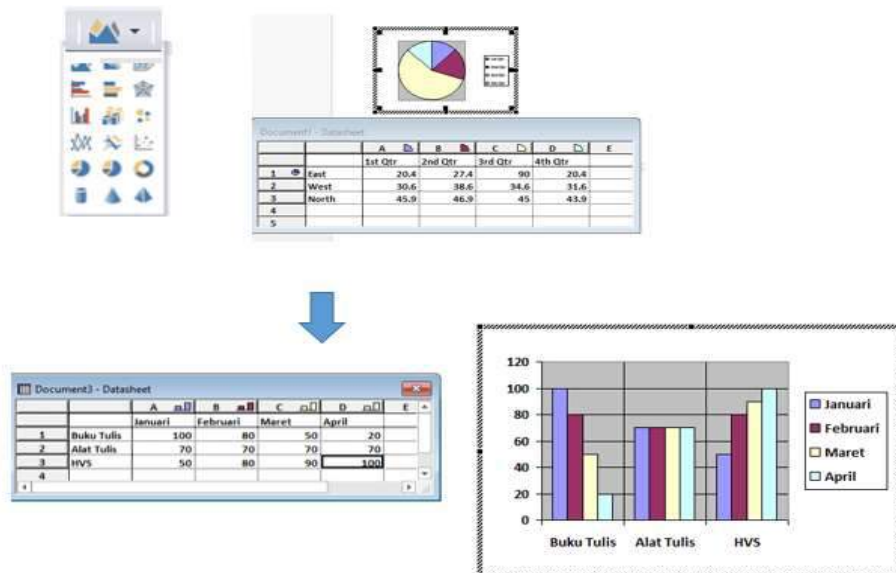 Document1 - Datasheet
A B C D E
1st Qtr 2nd Qtr 3rd Qtr 4th Qtr
1 East 20.4 27.4 90 20.4
2 West 30.6 38.6 34.6 31.6
3 North 45.9 46.9 45 43.9
4
5
Document3 - Datasheet
A B C D E
Januari Februari Maret April
1 Buku Tulis 100 80 50 20
2 Alat Tulis 70 70 70 70
3 HVS 50 80 90 100
4
120
100
80
60
40
20
0
Buku Tulis Alat Tulis HVS
Januari
Februari
Maret
April